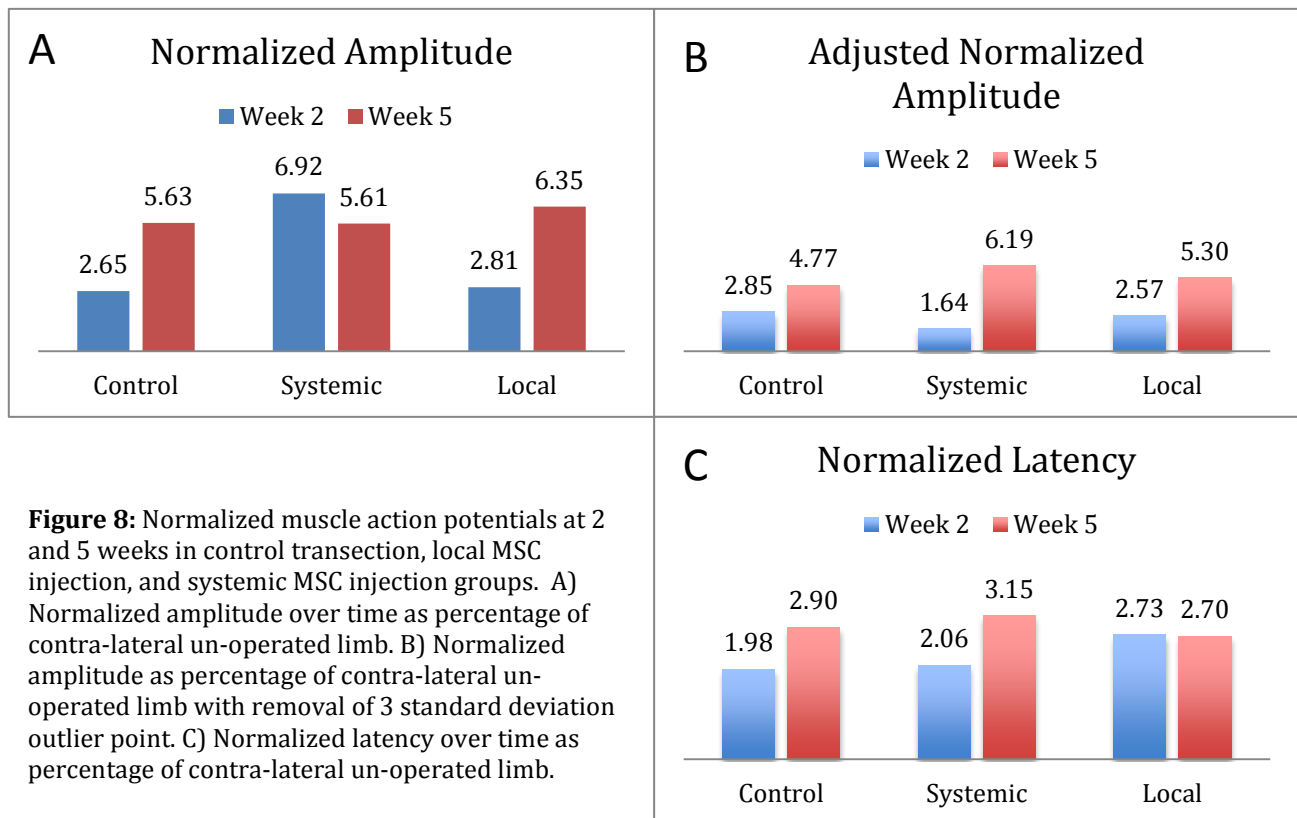 A
Normalized Amplitude
Week 2 Week 5
2.65
5.63
6.92
5.61
2.81
6.35
Control Systemic Local
B
Adjusted Normalized
Amplitude
Week 2 Week 5
2.85
4.77
1.64
6.19
2.57
5.30
Control Systemic Local
Figure 8: Normalized muscle action potentials at 2
and 5 weeks in control transection, local MSC
injection, and systemic MSC injection groups. A)
Normalized amplitude over time as percentage of
contra-lateral un-operated limb. B) Normalized
amplitude as percentage of contra-lateral un-
operated limb with removal of 3 standard deviation
outlier point. C) Normalized latency over time as
percentage of contra-lateral un-operated limb.
C
Normalized Latency
Week 2 Week 5
1.98
2.90
2.06
3.15
2.73
2.70
Control Systemic Local